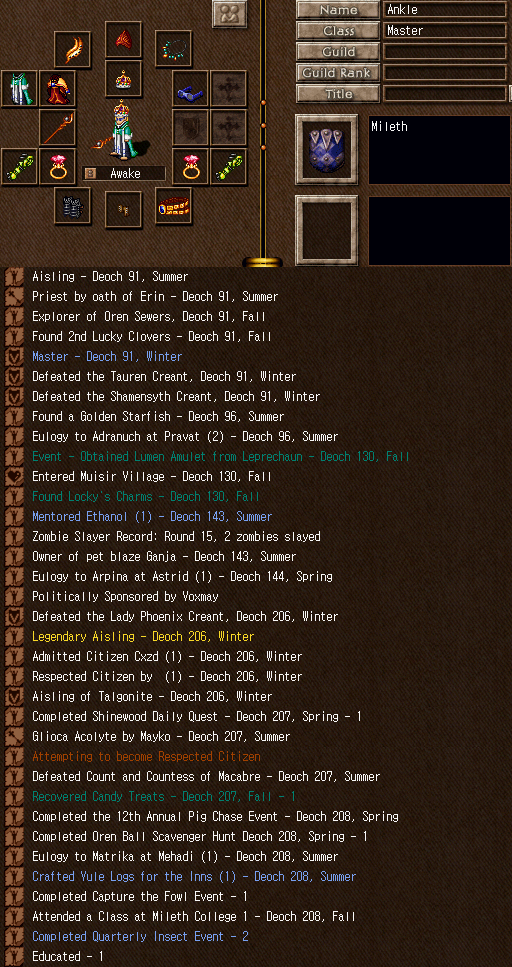 Name
Ankle
Class
Master
Guild
Guild Rank
Title
Mileth
Awake
Aisling - Deoch 91, Summer
Priest by oath of Erin - Deoch 91, Summer
Explorer of Oren Sewers, Deoch 91, Fall
Found 2nd Lucky Clovers - Deoch 91, Fall
Master - Deoch 91, Winter
Defeated the Tauren Creant, Deoch 91, Winter
Defeated the Shamensyth Creant, Deoch 91, Winter
Found a Golden Starfish - Deoch 96, Summer
Eulogy to Adranuch at Pravat (2) - Deoch 96, Summer
Event - Obtained Lumen Amulet from Leprechaun - Deoch 130, Fall
Entered Muisir Village - Deoch 130, Fall
Found Locky's Charms - Deoch 130, Fall
Mentored Ethanol (1) - Deoch 143, Summer
Zombie Slayer Record: Round 15, 2 zombies slayed
Owner of pet blaze Ganja - Deoch 143, Summer
Eulogy to Arpina at Astrid (1) - Deoch 144, Spring
Politically Sponsored by Voxmay
Defeated the Lady Phoenix Creant, Deoch 206, Winter
Legendary Aisling - Deoch 206, Winter
Admitted Citizen Cxzd (1) - Deoch 206, Winter
Respected Citizen by  (1) - Deoch 206, Winter
Aisling of Talgonite - Deoch 206, Winter
Completed Shinewood Daily Quest - Deoch 207, Spring - 1
Glioca Acolyte by Mayko - Deoch 207, Summer
Attempting to become Respected Citizen
Defeated Count and Countess of Macabre - Deoch 207, Summer
Recovered Candy Treats - Deoch 207, Fall - 1
Completed the 12th Annual Pig Chase Event - Deoch 208, Spring
Completed Oren Ball Scavenger Hunt Deoch 208, Spring - 1
Eulogy to Matrika at Mehadi (1) - Deoch 208, Summer
Crafted Yule Logs for the Inns (1) - Deoch 208, Summer
Completed Capture the Fowl Event - 1
Attended a Class at Mileth College 1 - Deoch 208, Fall
Completed Quarterly Insect Event - 2
Educated - 1